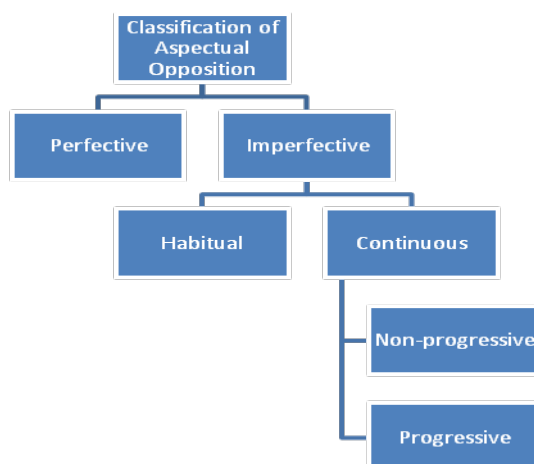 Classification of
Aspectual
Opposition
Perfective
Imperfective
Habitual
Continuous
Non-progressive
Progressive